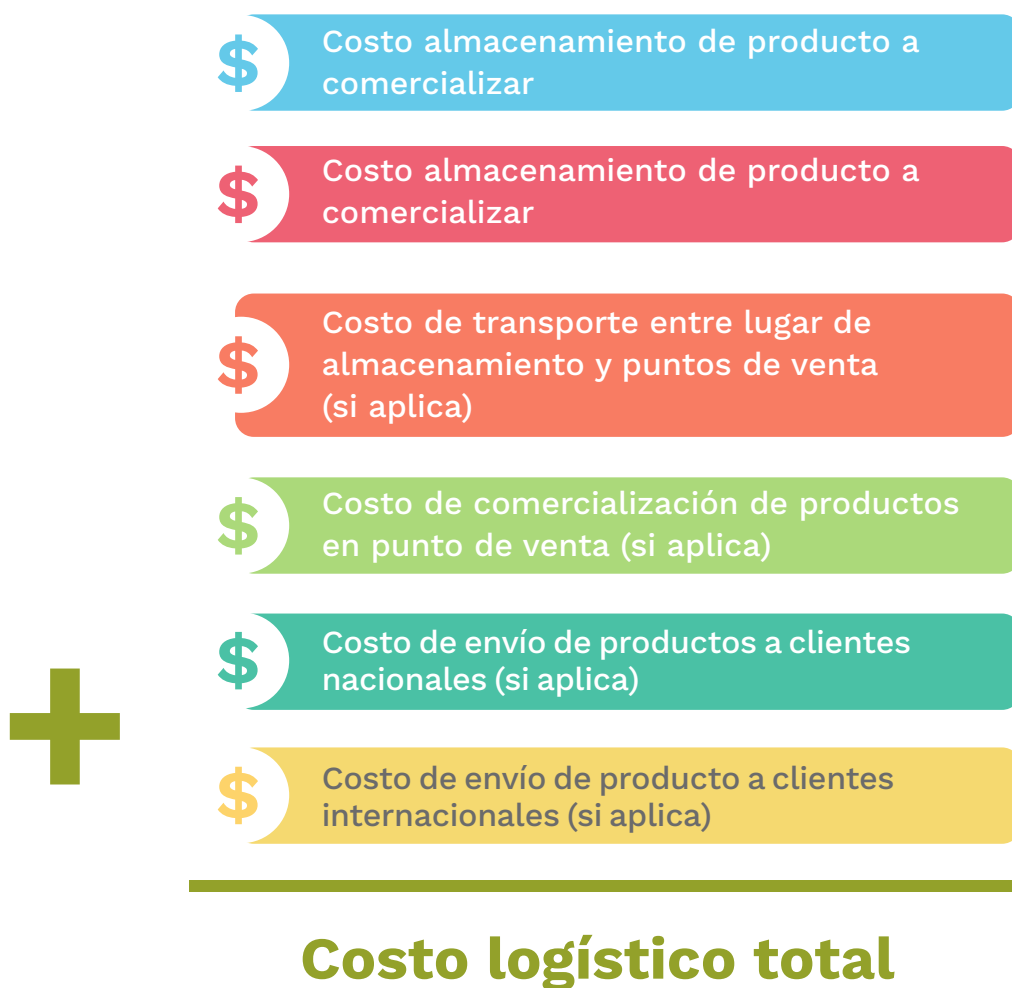 $ Costo almacenamiento de producto a
comercializar
$ Costo almacenamiento de producto a
comercializar
$ Costo de transporte entre lugar de
almacenamiento y puntos de venta
(si aplica)
$ Costo de comercialización de productos
en punto de venta (si aplica)
$ Costo de envío de productos a clientes
nacionales (si aplica)
+
$ Costo de envío de producto a clientes
internacionales (si aplica)
Costo logístico total